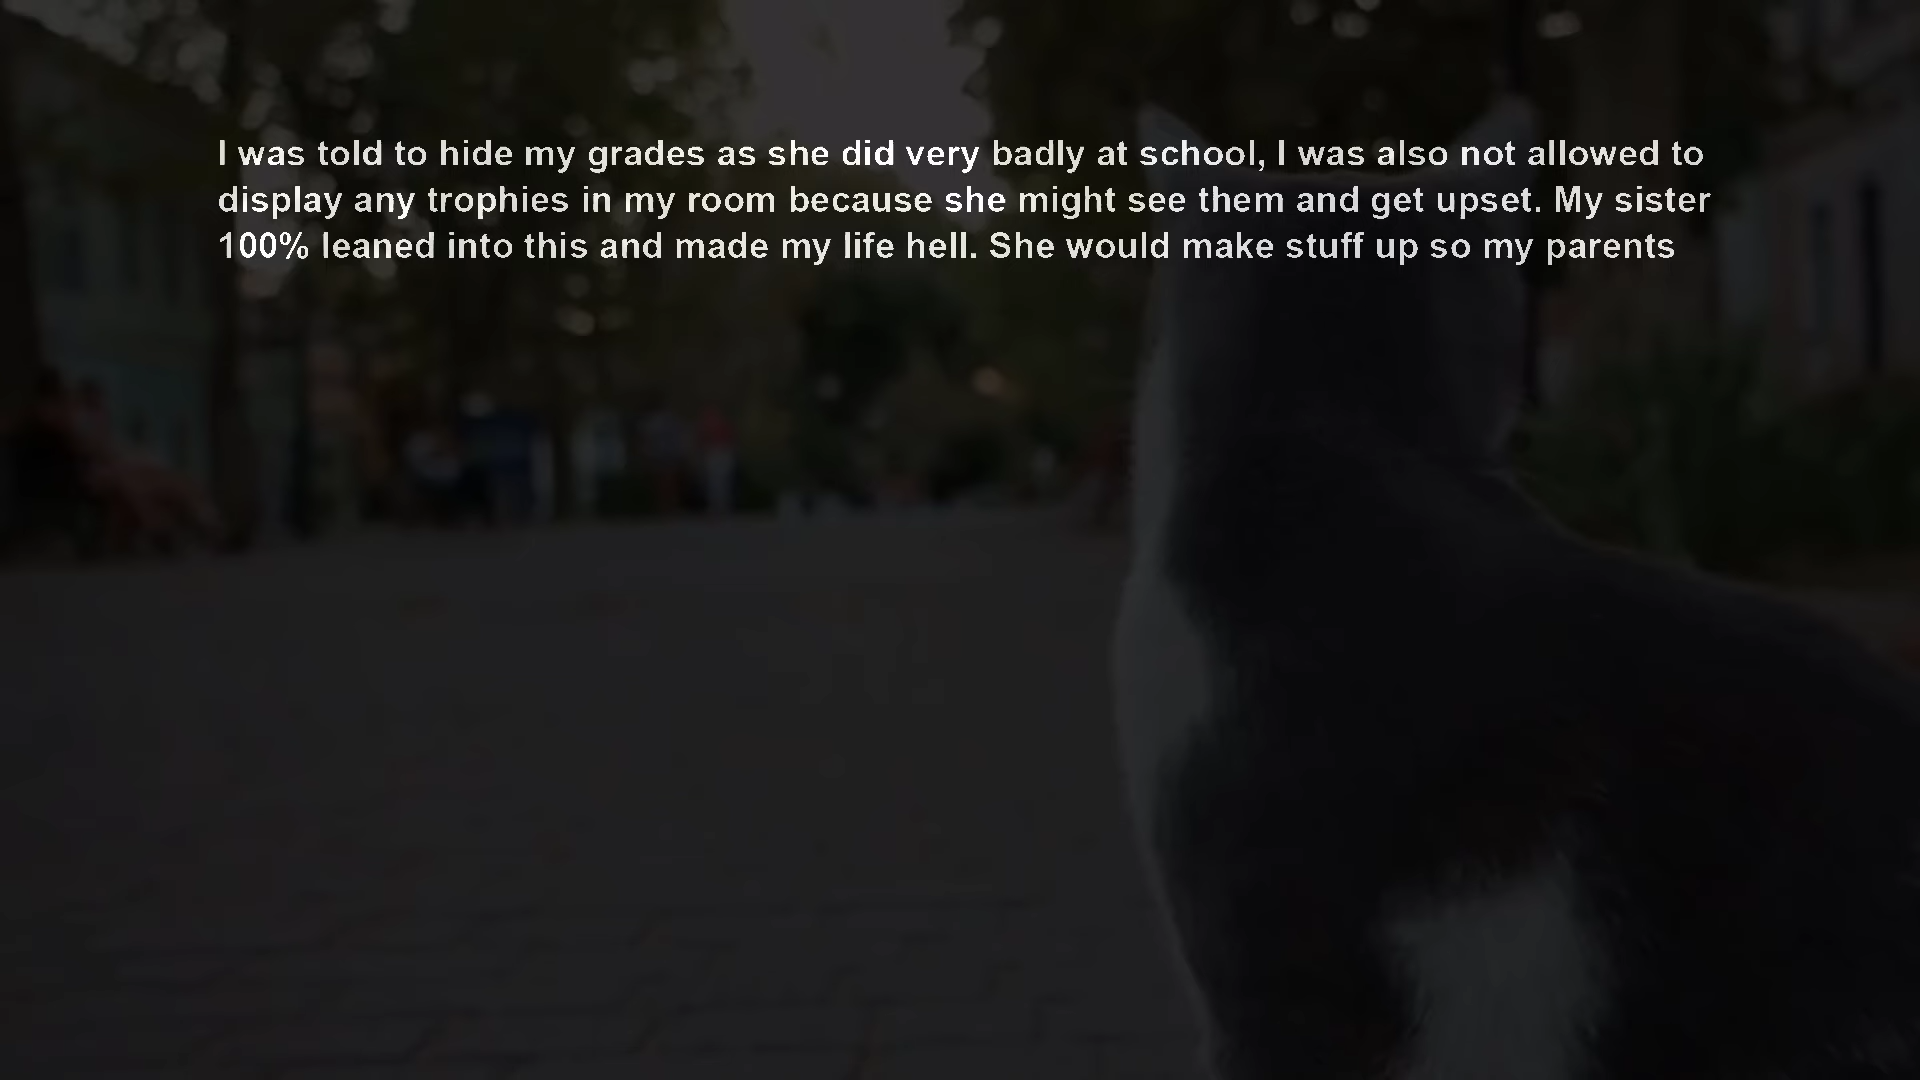 I was told to hide my grades as she did very badly at school, I was also not allowed to
display any trophies in my room because she might see them and get upset. My sister
100% leaned into this and made my life hell. She would make stuff up so my parents